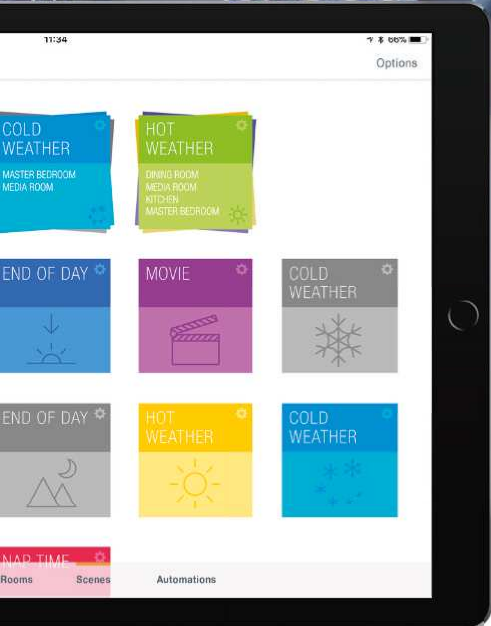 11:34
66%
Options
COLD
WEATHER
MASTER BEDROOM
MEDIA ROOM
HOT
WEATHER
DINING ROOM
MEDIA ROOM
KITCHEN
MASTER BEDROOM
END OF DAY
MOVIE
COLD
WEATHER
END OF DAY
HOT
WEATHER
COLD
WEATHER
NAP TIME
Rooms
Scenes
Automations